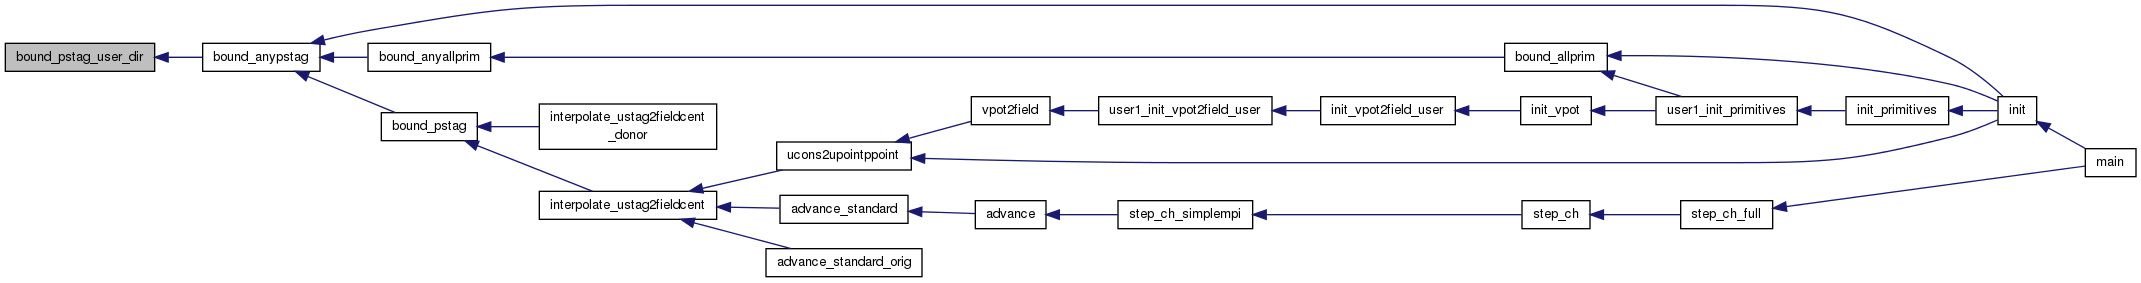 bound_pstag_user_dir
bound_anypstag
bound_anyallprim
bound_allprim
bound_pstag
interpolate_ustag2fieldcent
_donor
vpot2field
user1_init_vpot2field_user
init_vpot2field_user
init_vpot
user1_init_primitives
init_primitives
init
ucons2upointppoint
main
interpolate_ustag2fieldcent
advance_standard
advance
step_ch_simplempi
step_ch
step_ch_full
advance_standard_orig